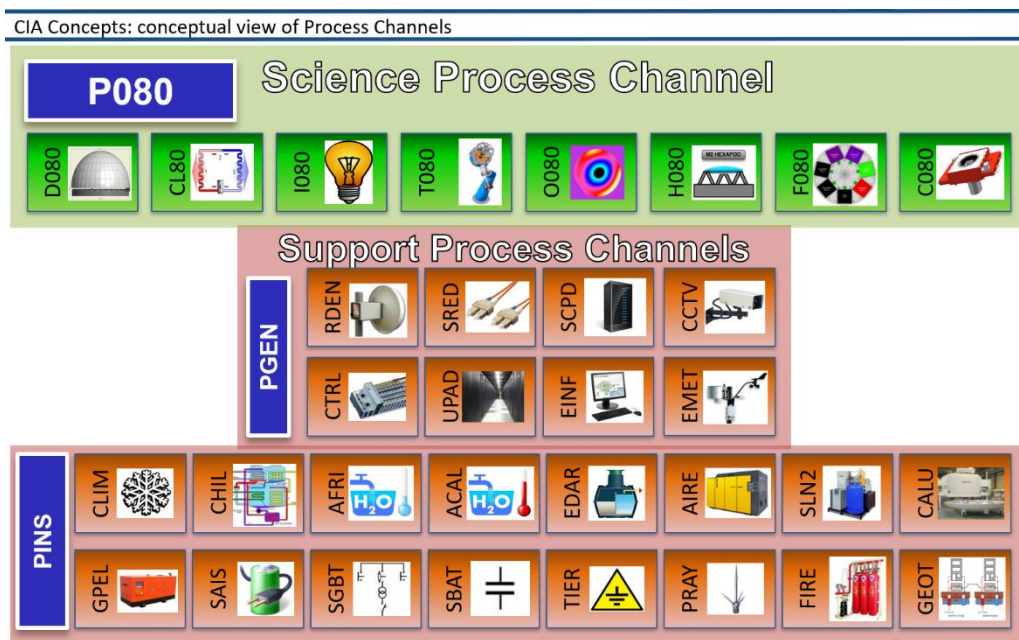 CIA Concepts: conceptual view of Process Channels
P080
Science Process Channel
D080
CL80
I080
T080
O080
H080
M2 HEXAPOD
F080
C080
Support Process Channels
PGEN
RDEN
SRED
SCPD
CCTV
CTRL
UPAD
EINF
EMET
PINS
CLIM
CHIL
AFRI
H₂O
ACAL
H₂O
EDAR
AIRE
SLN2
CALU
GPEL
SAIS
SGBT
SBAT
TIER
PRAY
FIRE
GEOT